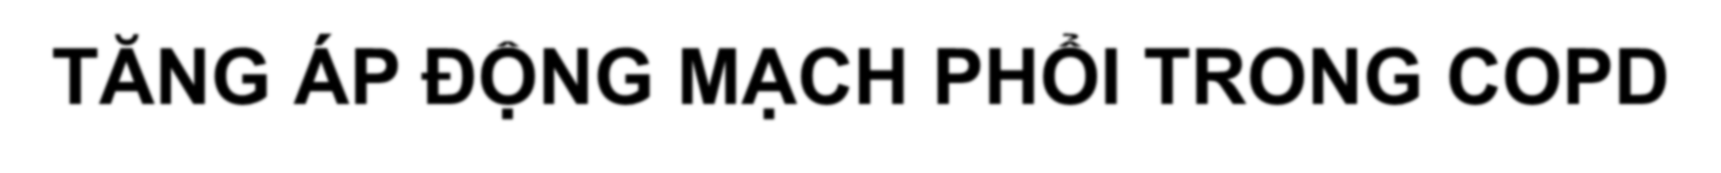 TĂNG ÁP ĐỘNG MẠCH PHỔI TRONG COPD